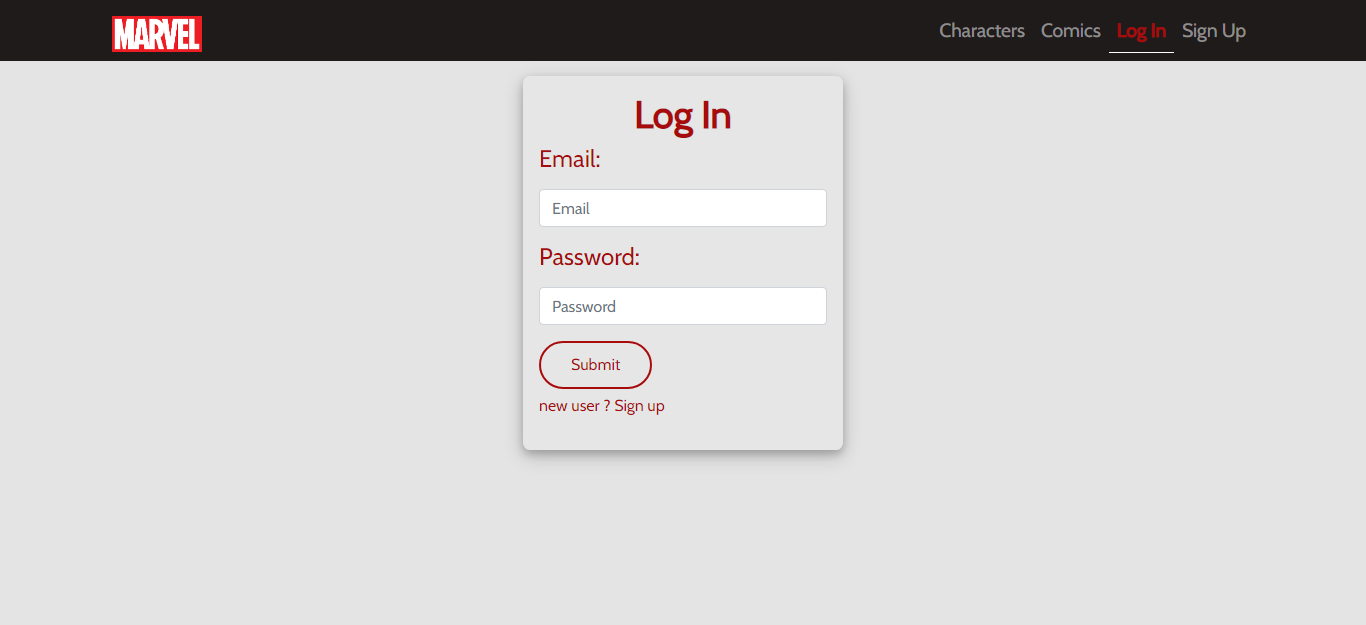 MARVEL
Characters Comics Log In Sign Up
Log In
Email:
Email
Password:
Password
Submit
new user ? Sign up